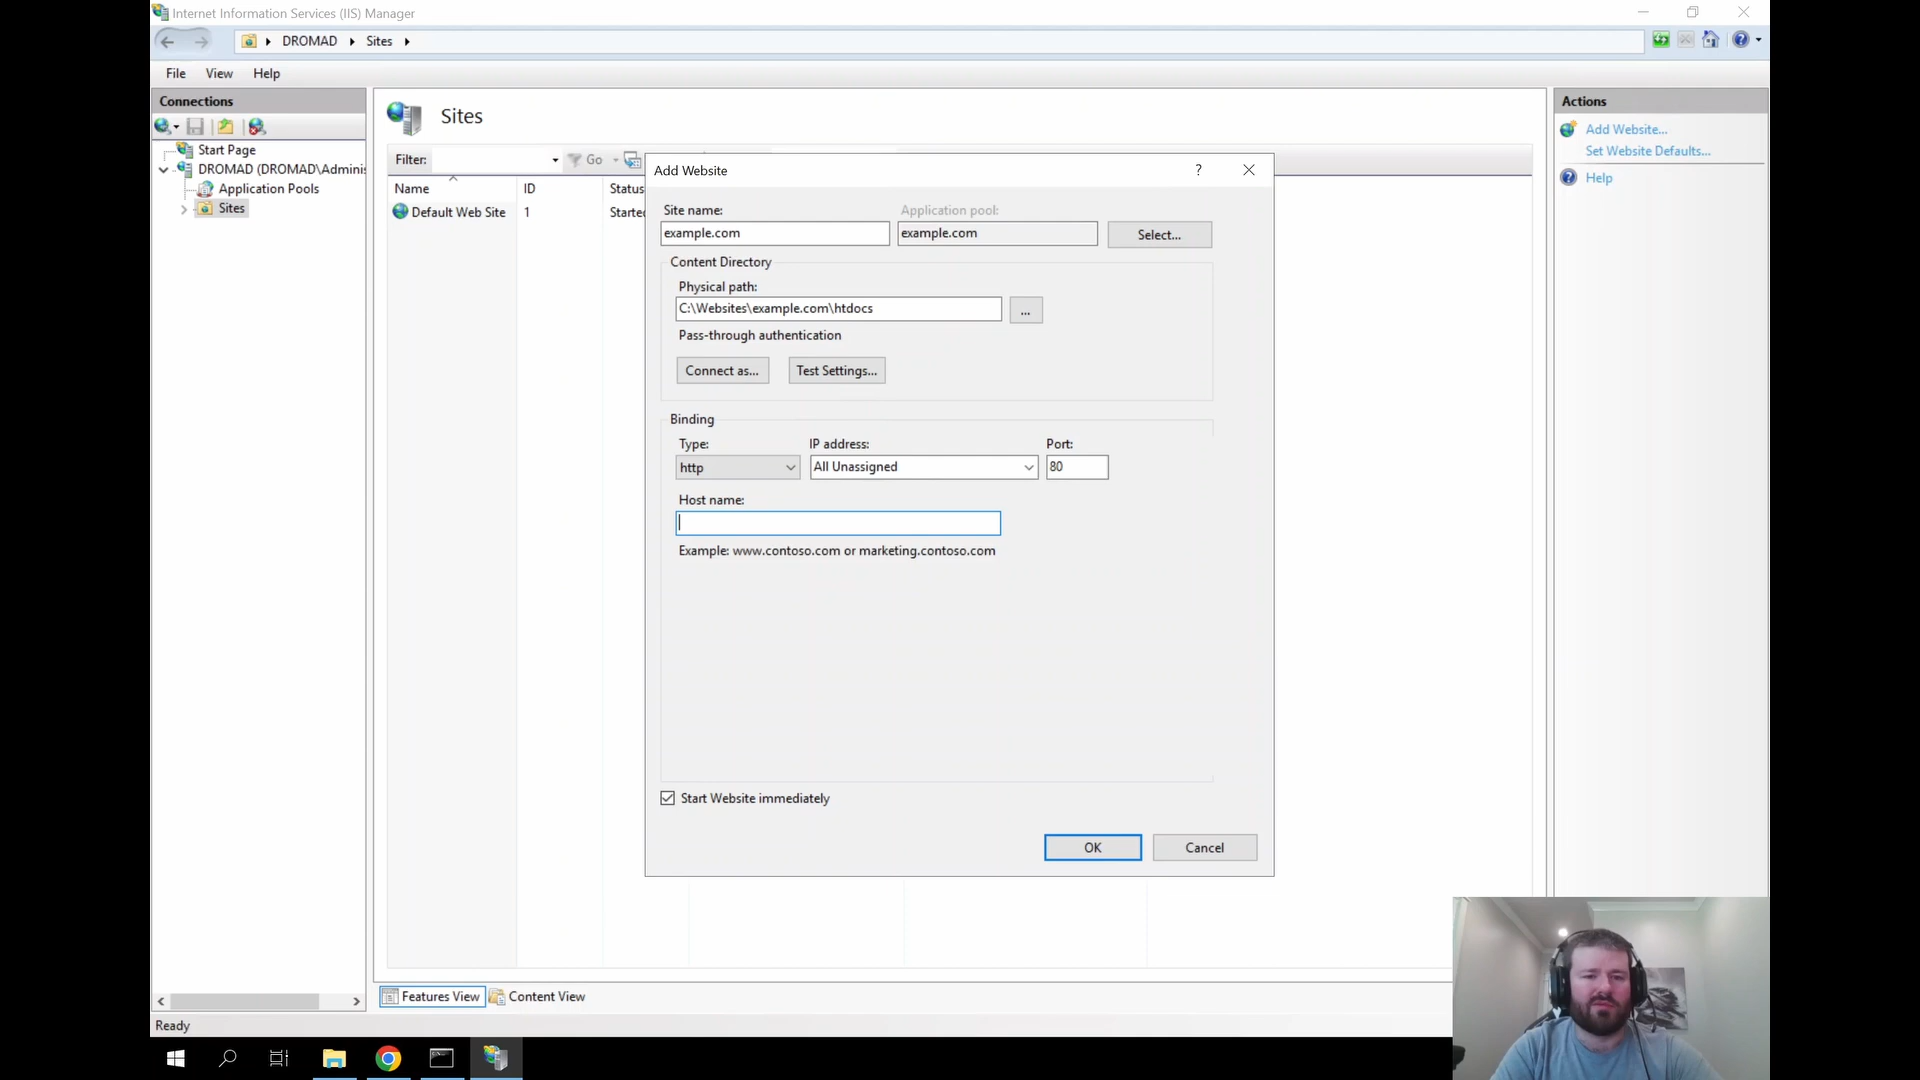 Internet Information Services (IIS) Manager
DROMAD
Sites
File
View
Help
Connections
Start Page
DROMAD (DROMAD\Adminis
Application Pools
Sites
Sites
Filter:
Go
Name
ID
Status
Default Web Site
1
Starte
Add Website
?
Site name:
Application pool:
example.com
example.com
Select...
Content Directory
Physical path:
C:\Websites\example.com\htdocs
...
Pass-through authentication
Connect as...
Test Settings...
Binding
Type:
IP address:
Port:
http
All Unassigned
80
Host name:
Example: www.contoso.com or marketing.contoso.com
Start Website immediately
OK
Cancel
Actions
Add Website...
Set Website Defaults...
Help
Features View
Content View
Ready